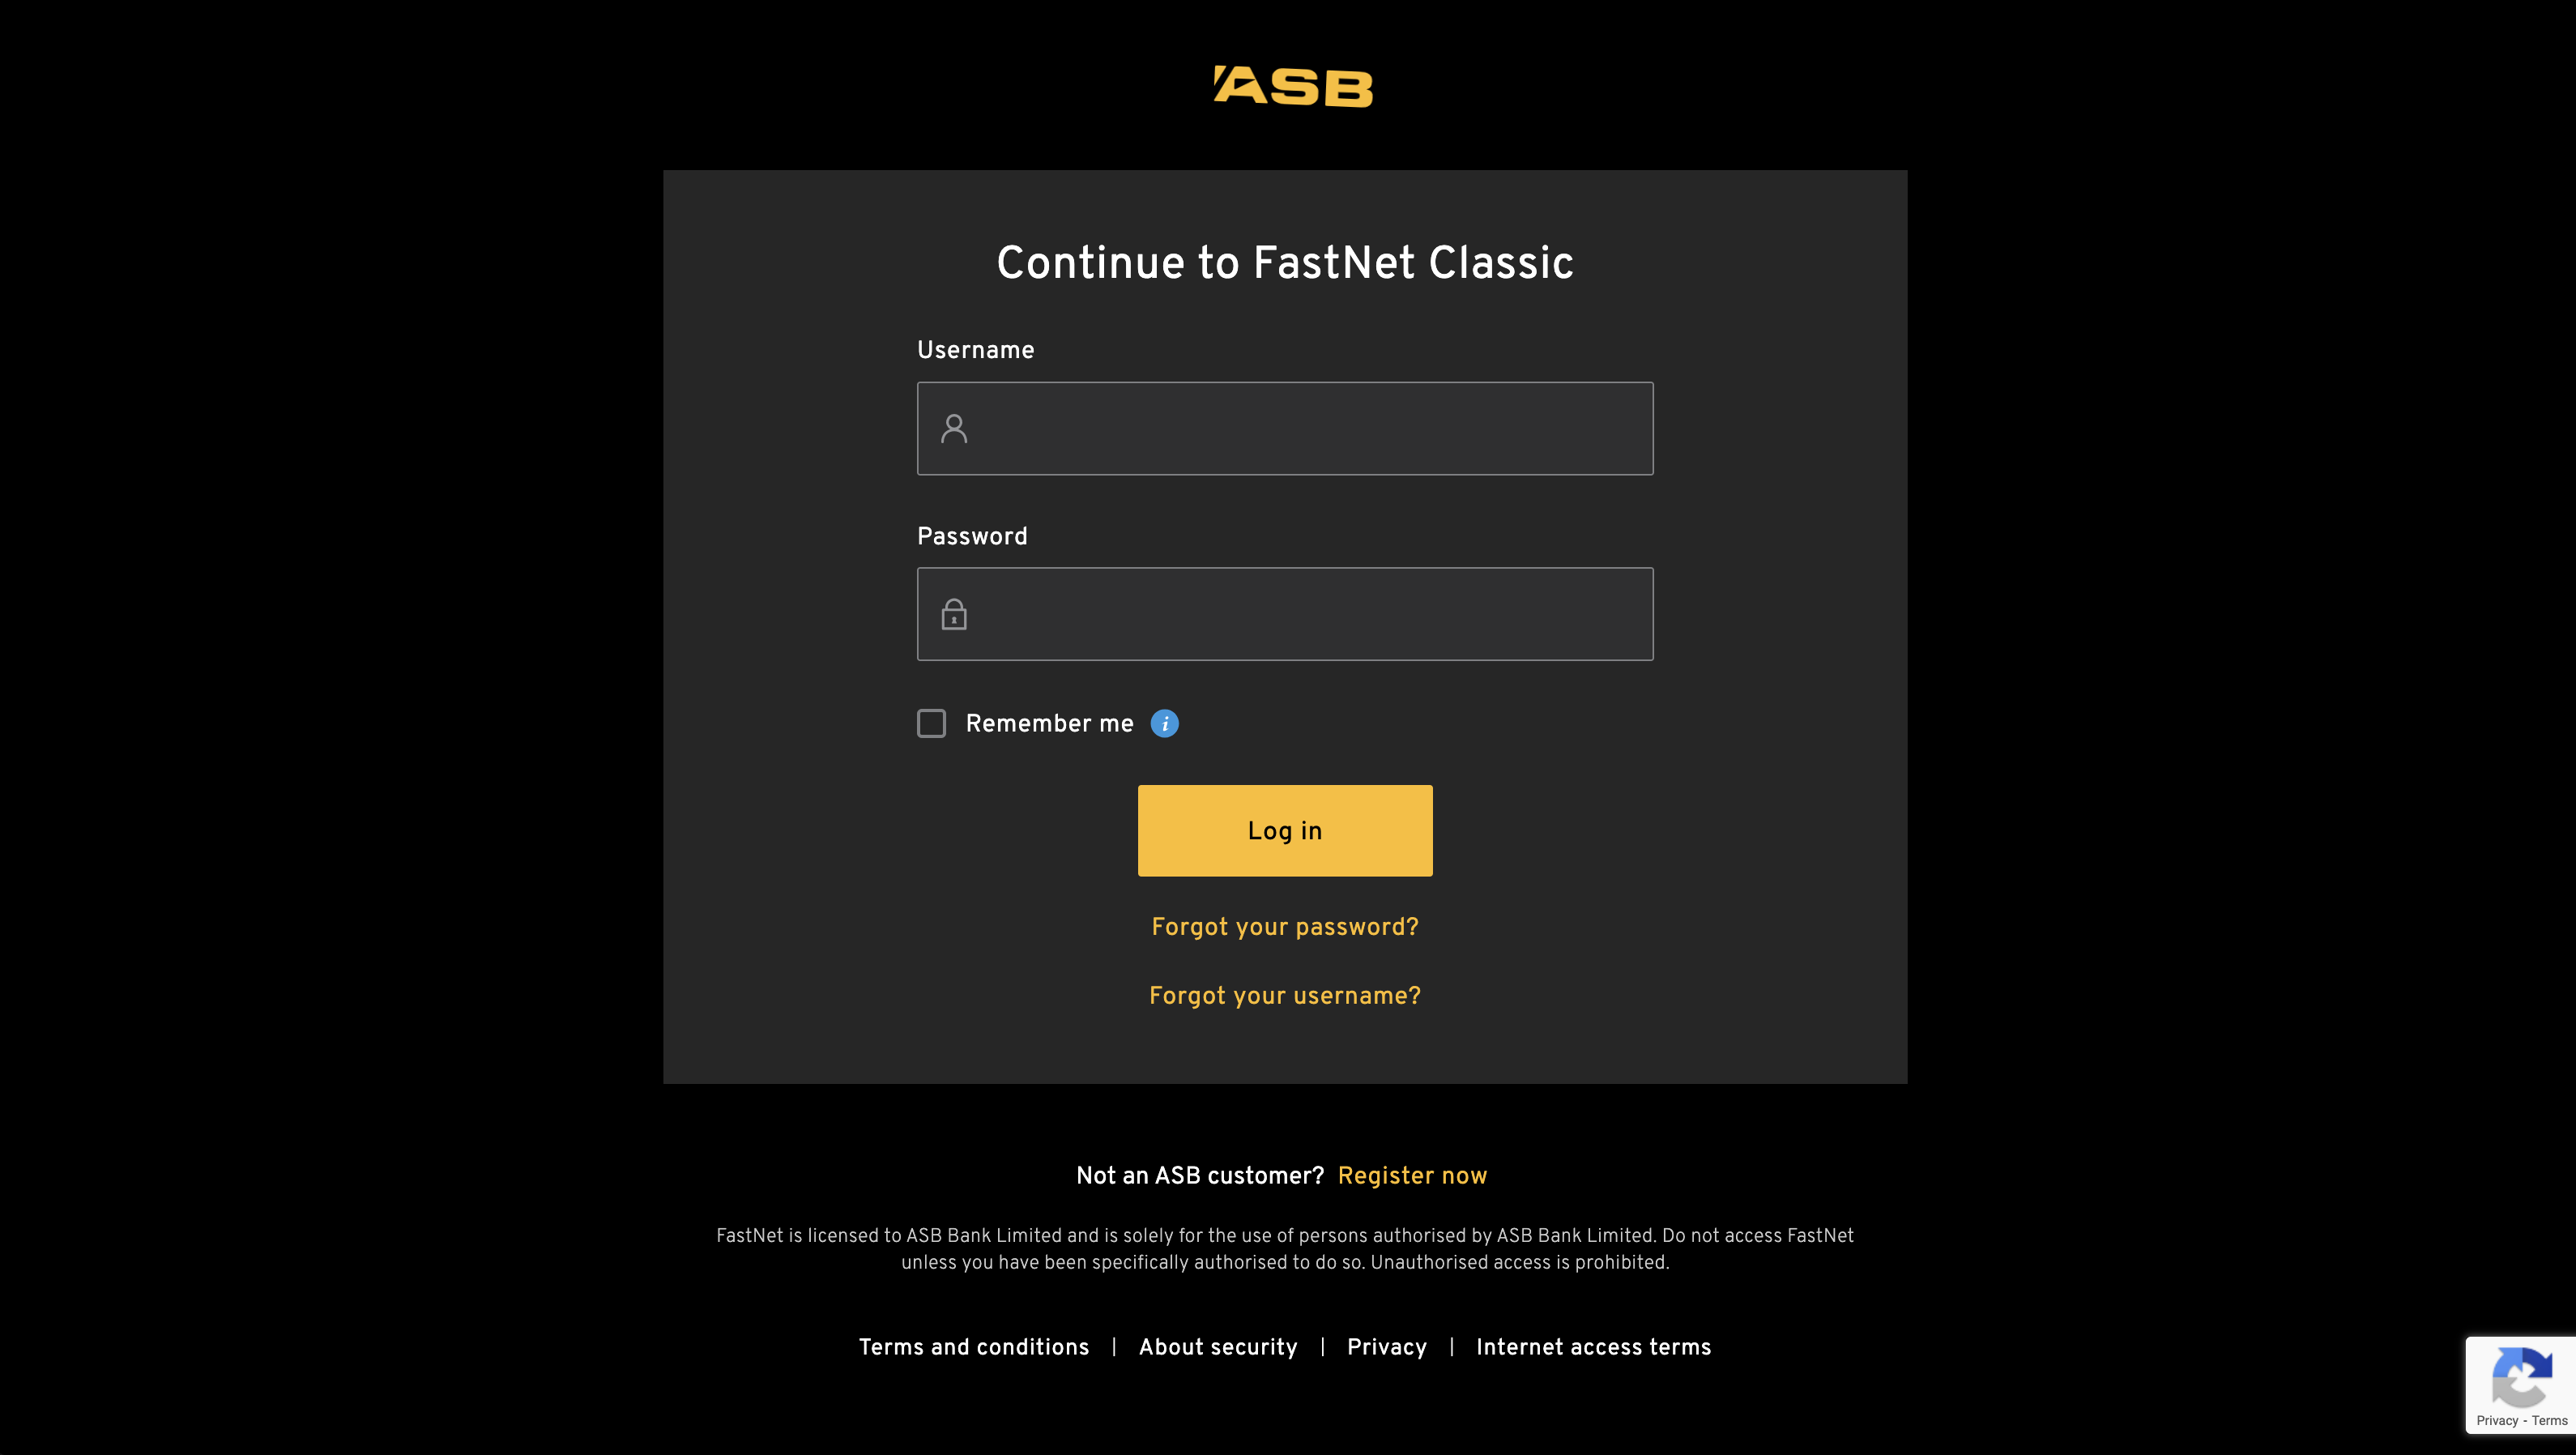 ASB
Continue to FastNet Classic
Username
Password
Remember me i
Log in
Forgot your password?
Forgot your username?
Not an ASB customer? Register now
FastNet is licensed to ASB Bank Limited and is solely for the use of persons authorised by ASB Bank Limited. Do not access FastNet
unless you have been specifically authorised to do so. Unauthorised access is prohibited.
Terms and conditions | About security | Privacy | Internet access terms
Privacy - Terms